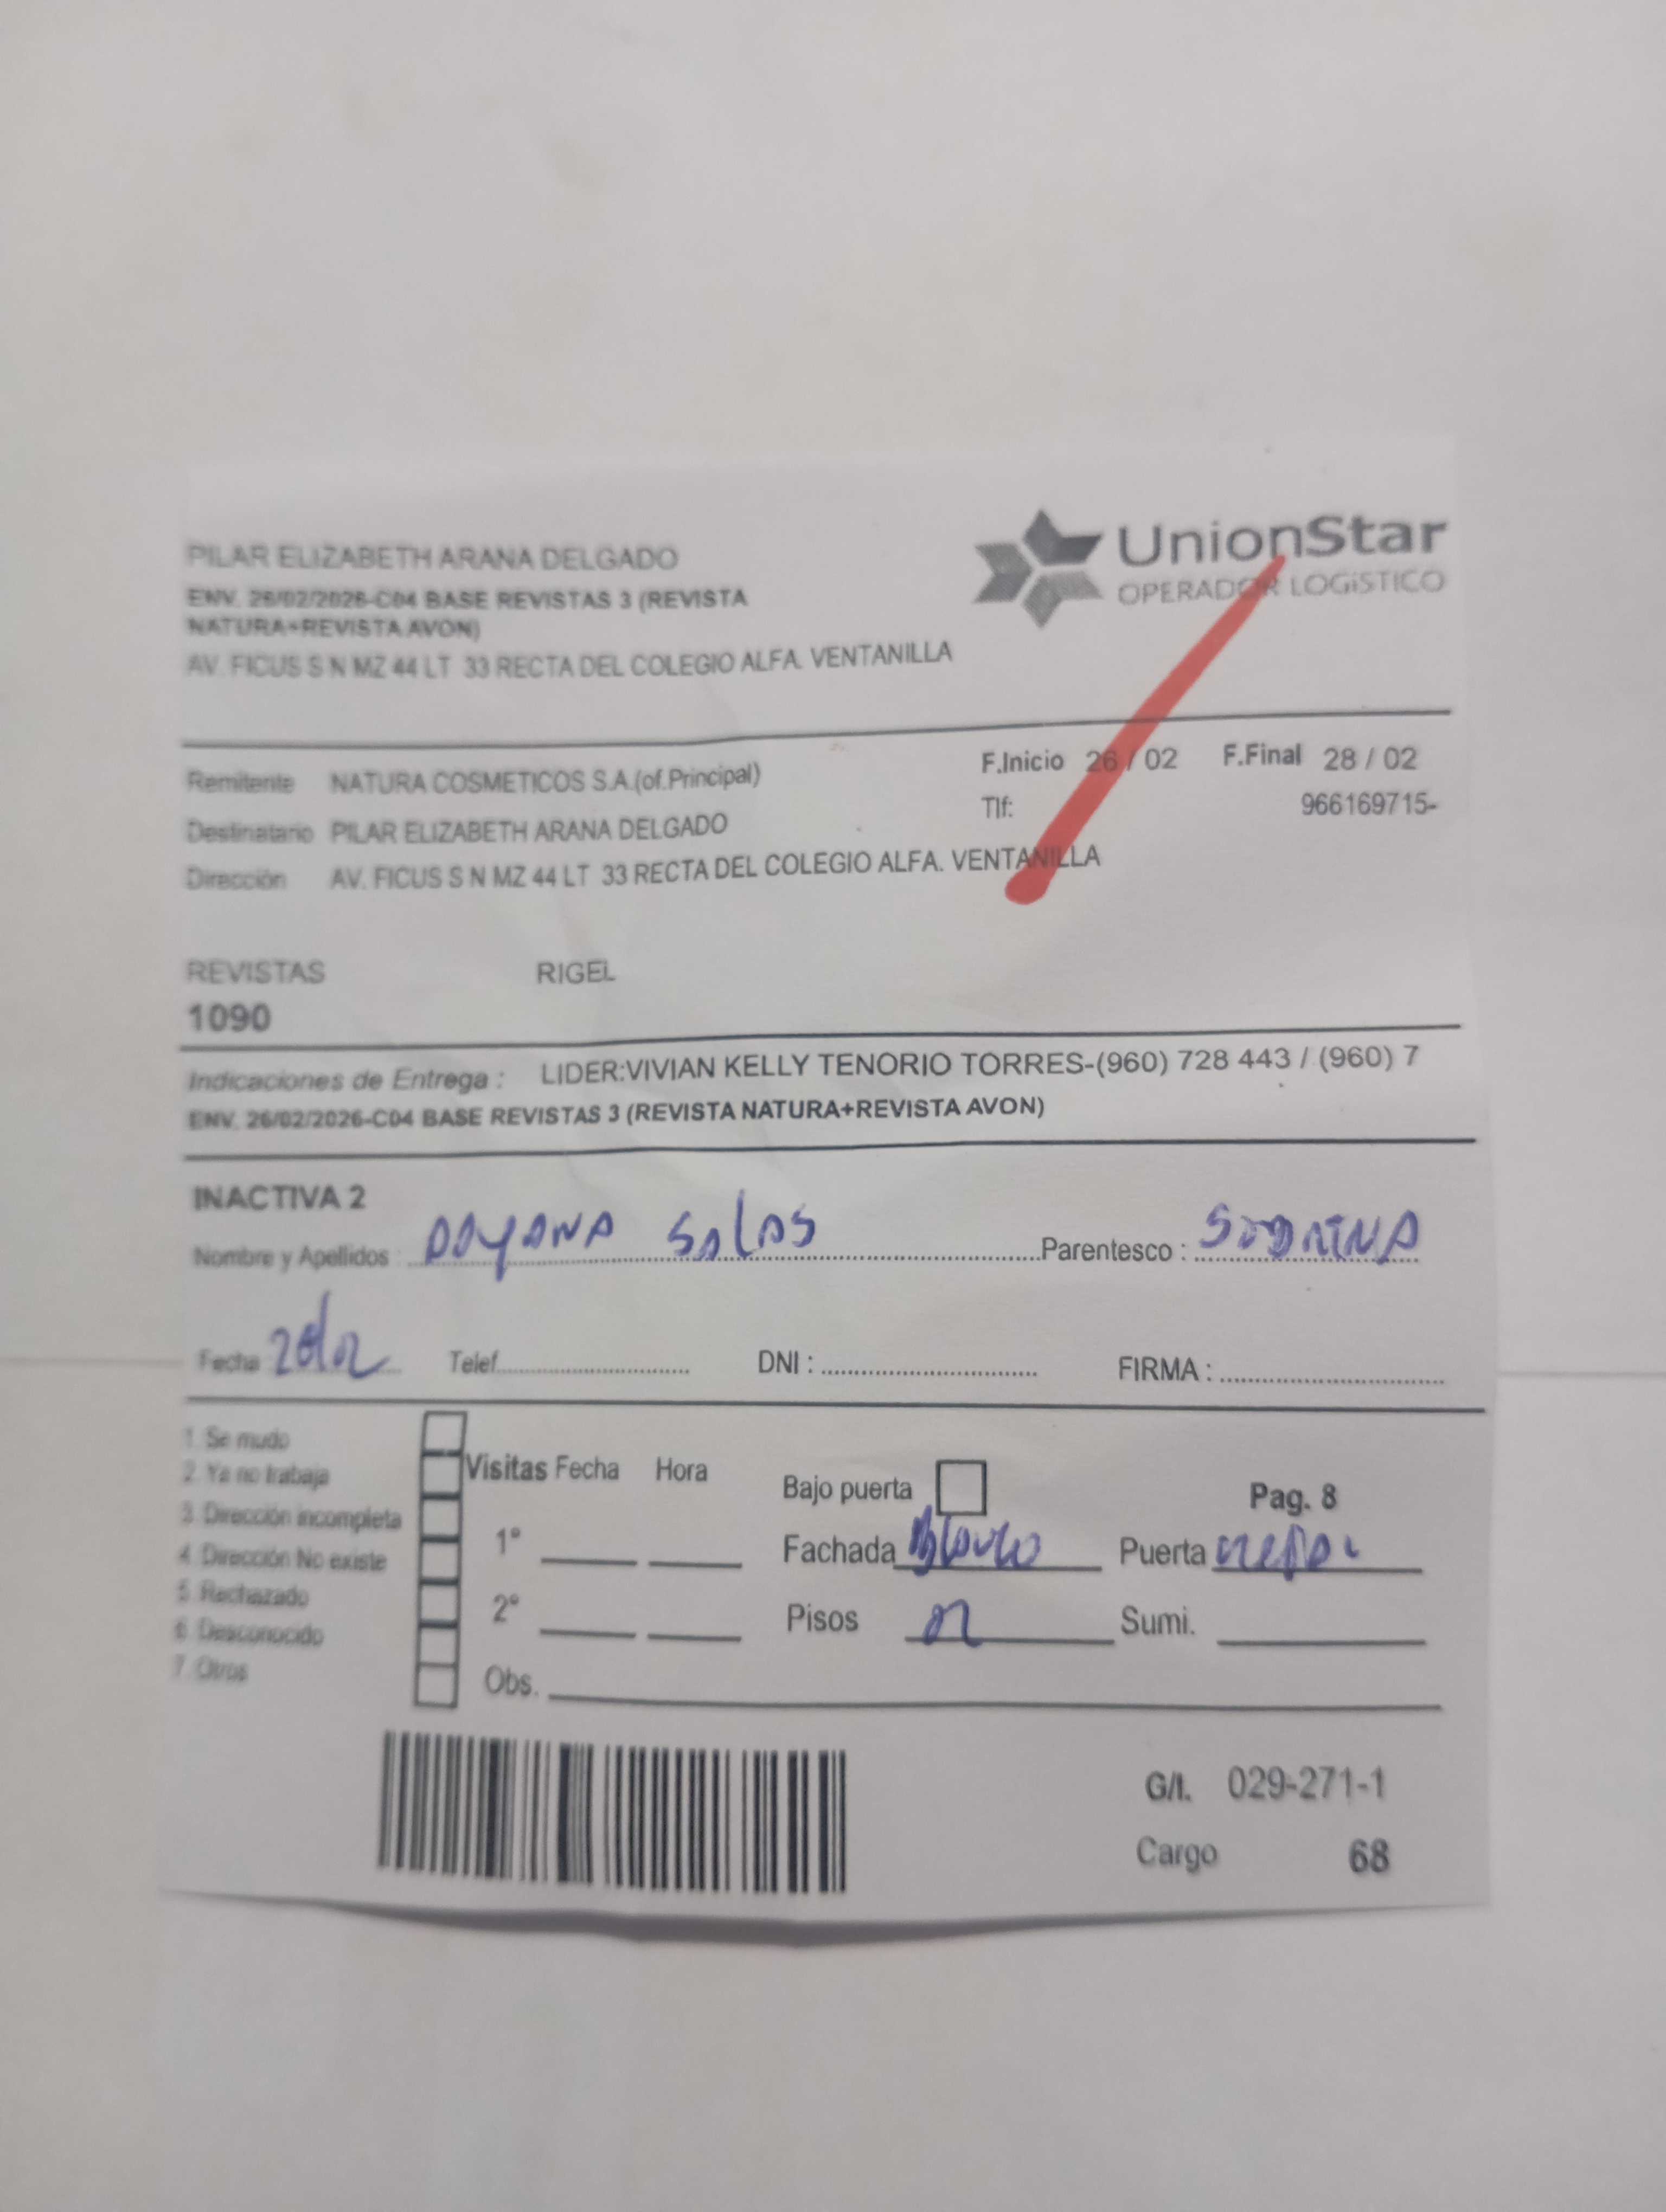 PILAR ELIZABETH ARANA DELGADO
UnionStar
OPERADOR LOGíSTICO
ENV. 26/02/2026-C04 BASE REVISTAS 3 (REVISTA
NATURA+REVISTA AVON)
AV. FICUS S N MZ 44 LT 33 RECTA DEL COLEGIO ALFA. VENTANILLA
Remitente NATURA COSMETICOS S.A.(of.Principal) F.Inicio 26 / 02 F.Final 28 / 02
Destinatario PILAR ELIZABETH ARANA DELGADO Tlf: 966169715-
Dirección AV. FICUS S N MZ 44 LT 33 RECTA DEL COLEGIO ALFA. VENTANILLA
REVISTAS RIGEL
1090
Indicaciones de Entrega : LIDER:VIVIAN KELLY TENORIO TORRES-(960) 728 443 / (960) 7
ENV. 26/02/2026-C04 BASE REVISTAS 3 (REVISTA NATURA+REVISTA AVON)
INACTIVA 2
Nombre y Apellidos : DAYANA SALAS Parentesco : SOBRINA
Fecha Telef. DNI : FIRMA :
1. Se mudo
2. Ya no trabaja
3. Dirección incompleta
4. Dirección No existe
5. Rechazado
6. Desconocido
7. Otros
Visitas Fecha Hora
1°
2°
Obs.
Bajo puerta Pag. 8
Fachada Blanco Puerta
Pisos 02 Sumi.
G/I. 029-271-1
Cargo 68